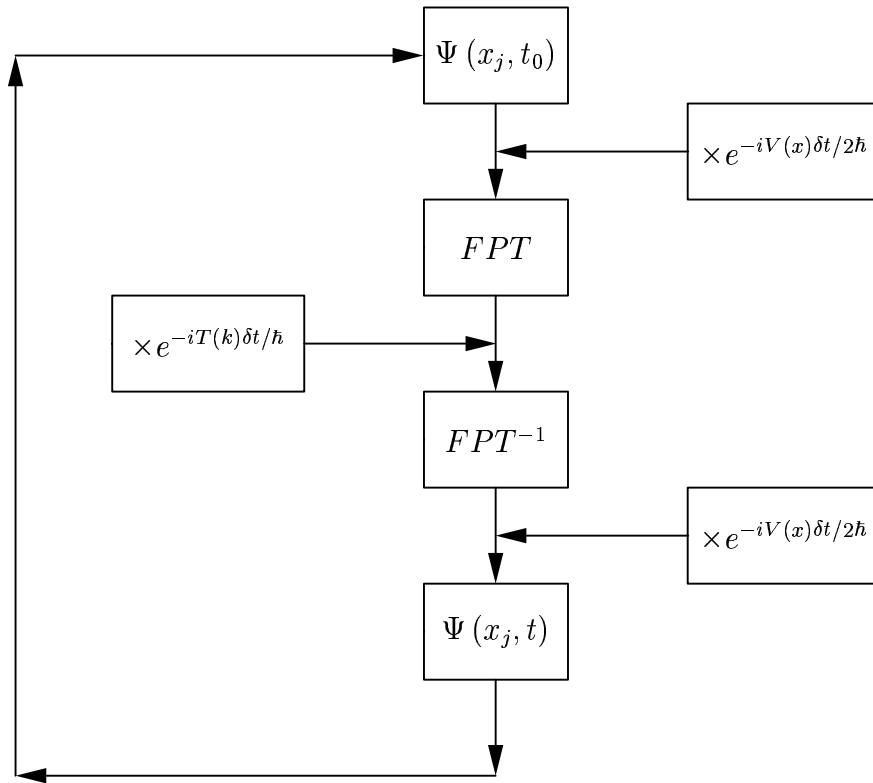 Ψ (x_j, t_0)
×e^{-iV(x)δt/2ħ}
FPT
×e^{-iT(k)δt/ħ}
FPT^{-1}
×e^{-iV(x)δt/2ħ}
Ψ (x_j, t)